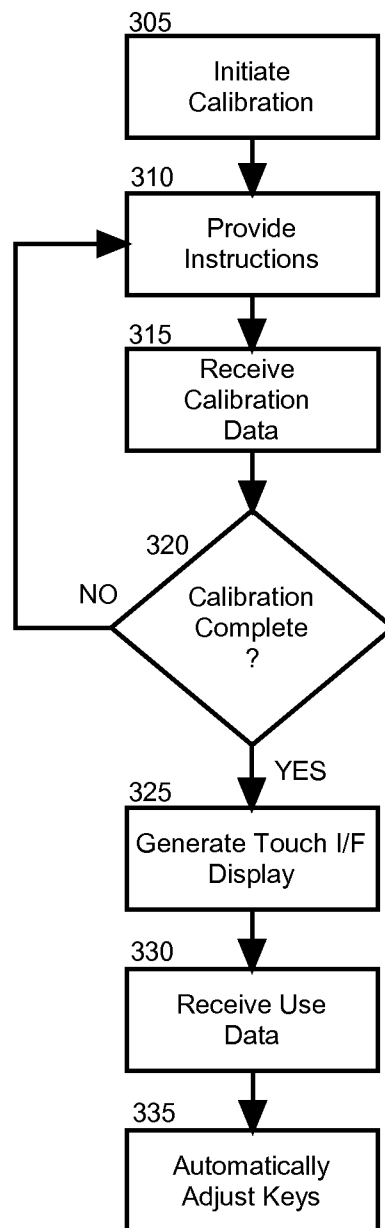 305
Initiate
Calibration
310
Provide
Instructions
315
Receive
Calibration
Data
320
NO
Calibration
Complete
?
YES
325
Generate Touch I/F
Display
330
Receive Use
Data
335
Automatically
Adjust Keys